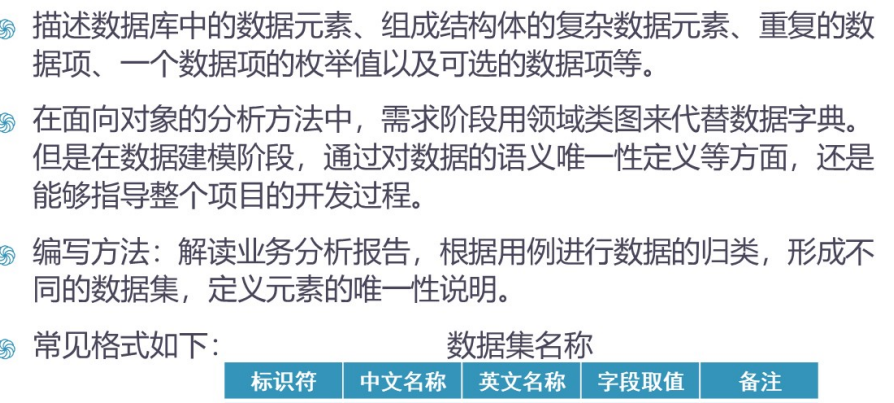 描述数据库中的数据元素、组成结构体的复杂数据元素、重复的数
据项、一个数据项的枚举值以及可选的数据项等。
在面向对象的分析方法中，需求阶段用领域类图来代替数据字典。
但是在数据建模阶段，通过对数据的语义唯一性定义等方面，还是
能够指导整个项目的开发过程。
编写方法：解读业务分析报告，根据用例进行数据的归类，形成不
同的数据集，定义元素的唯一性说明。
常见格式如下： 数据集名称
标识符 中文名称 英文名称 字段取值 备注